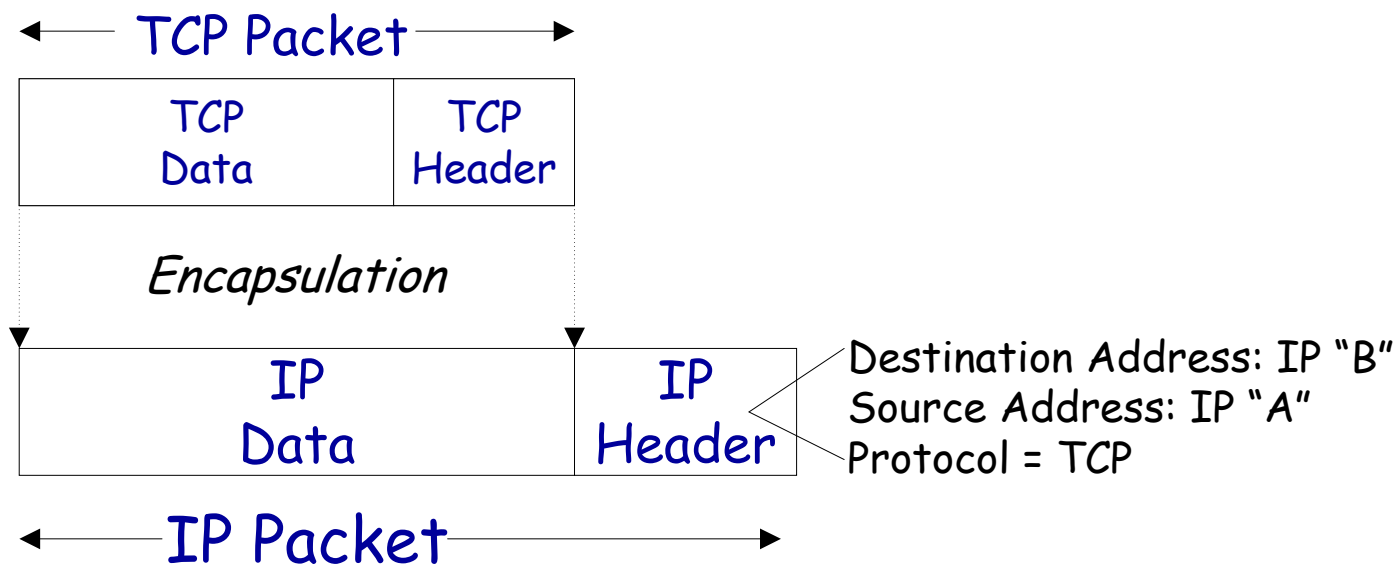 TCP Packet
TCP
Data
TCP
Header
Encapsulation
IP
Data
IP
Header
Destination Address: IP “B”
Source Address: IP “A”
Protocol = TCP
IP Packet